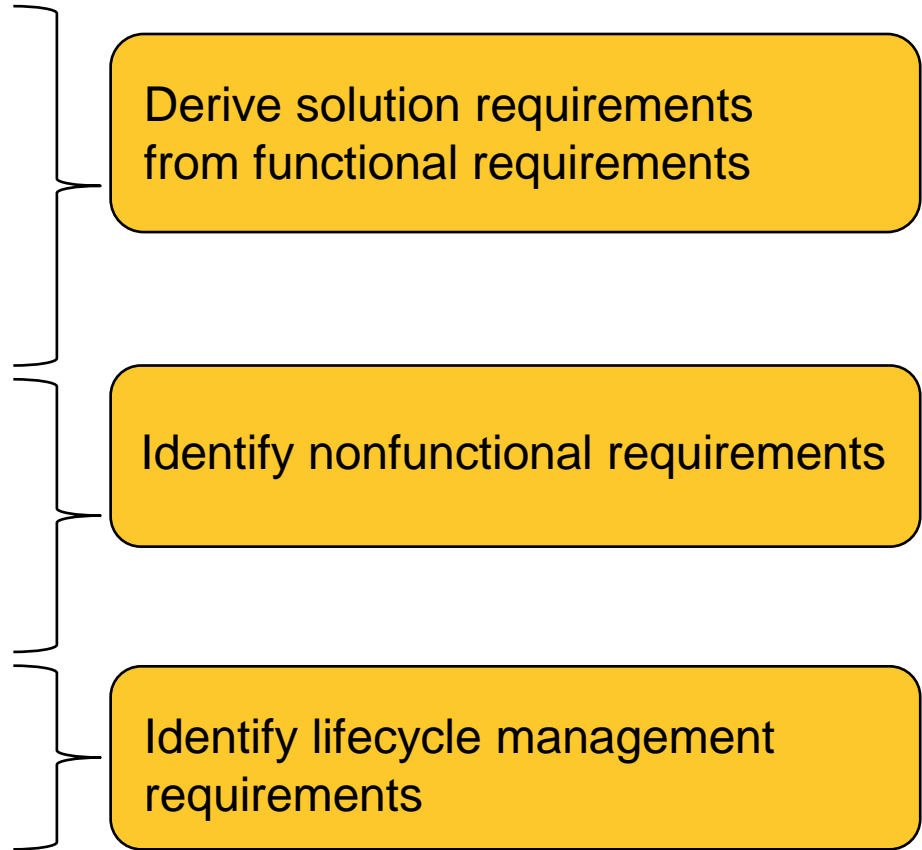 Derive solution requirements
from functional requirements
Identify nonfunctional requirements
Identify lifecycle management
requirements